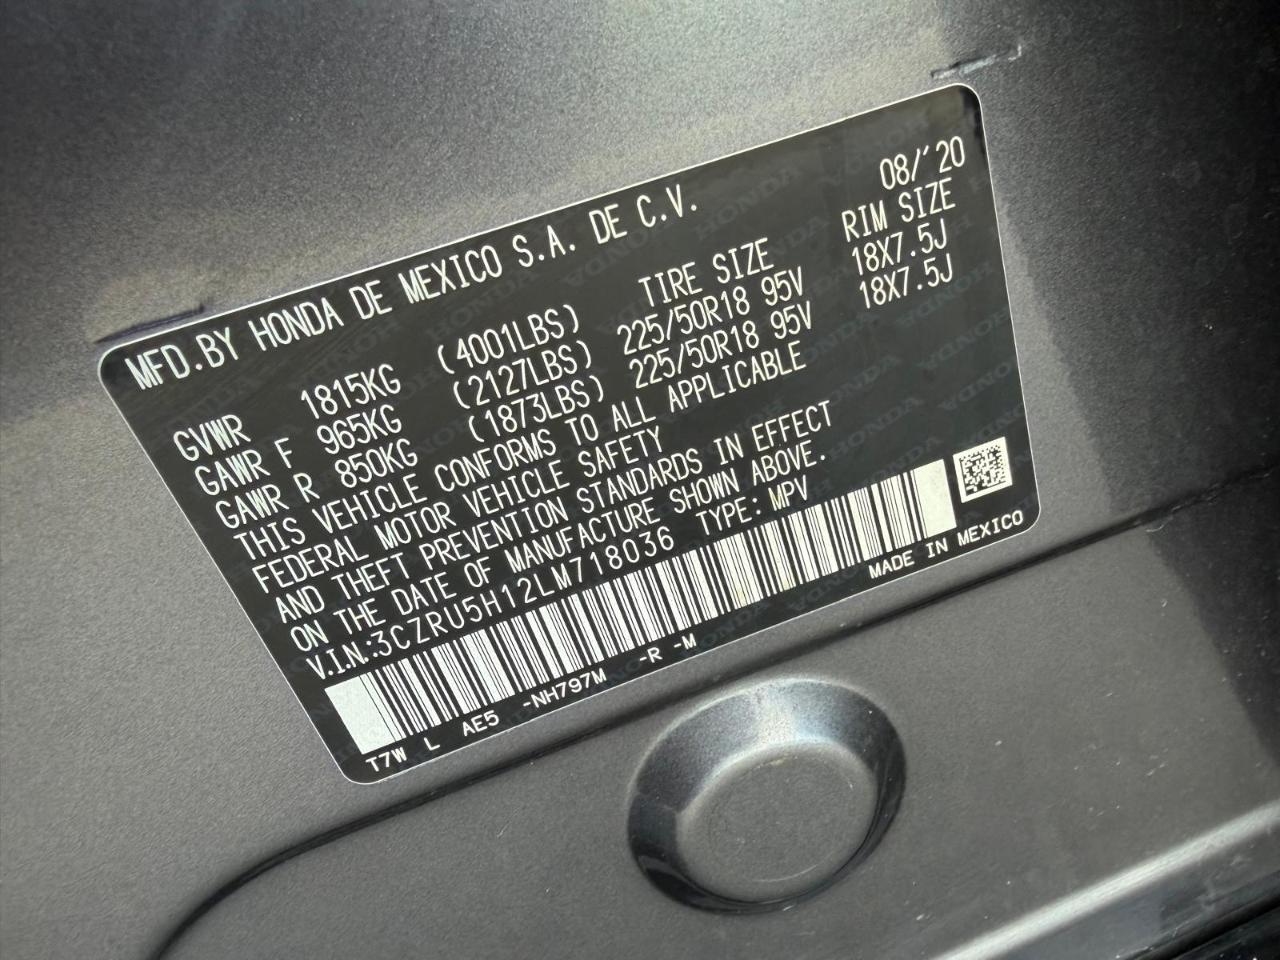 MFD.BY HONDA DE MEXICO S.A. DE C.V. 08/'20
TIRE SIZE RIM SIZE
GVWR 1815KG (4001LBS)
GAWR F 965KG (2127LBS) 225/50R18 95V 18X7.5J
GAWR R 850KG (1873LBS) 225/50R18 95V 18X7.5J
THIS VEHICLE CONFORMS TO ALL APPLICABLE
FEDERAL MOTOR VEHICLE SAFETY
AND THEFT PREVENTION STANDARDS IN EFFECT
ON THE DATE OF MANUFACTURE SHOWN ABOVE.
V.I.N.:3CZRU5H12LM718036 TYPE:MPV
T7W L AE5 -NH797M -R -M MADE IN MEXICO